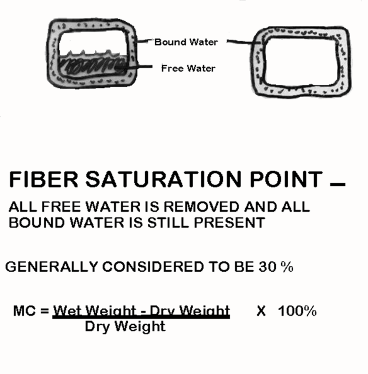 Bound Water
Free Water
FIBER SATURATION POINT –
ALL FREE WATER IS REMOVED AND ALL
BOUND WATER IS STILL PRESENT
GENERALLY CONSIDERED TO BE 30 %
MC = Wet Weight - Dry Weight X 100%
Dry Weight